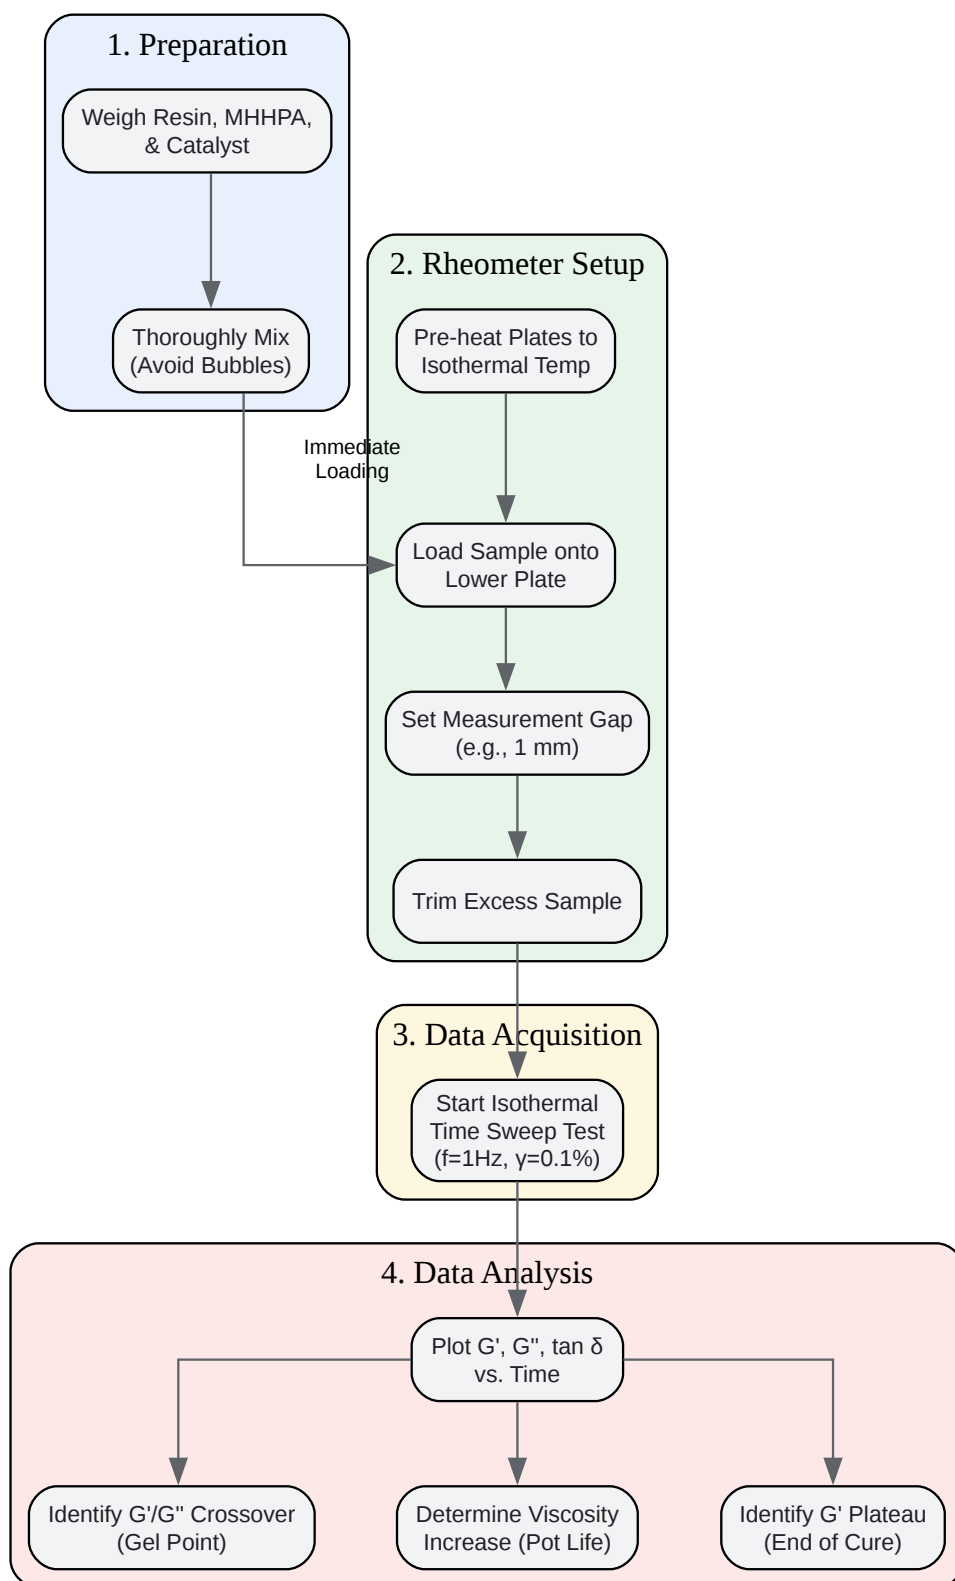 1. Preparation
Weigh Resin, MHHPA,
& Catalyst
Thoroughly Mix
(Avoid Bubbles)
Immediate
Loading
2. Rheometer Setup
Pre-heat Plates to
Isothermal Temp
Load Sample onto
Lower Plate
Set Measurement Gap
(e.g., 1 mm)
Trim Excess Sample
3. Data Acquisition
Start Isothermal
Time Sweep Test
(f=1Hz, γ=0.1%)
4. Data Analysis
Plot G', G'', tan δ
vs. Time
Identify G'/G'' Crossover
(Gel Point)
Determine Viscosity
Increase (Pot Life)
Identify G' Plateau
(End of Cure)